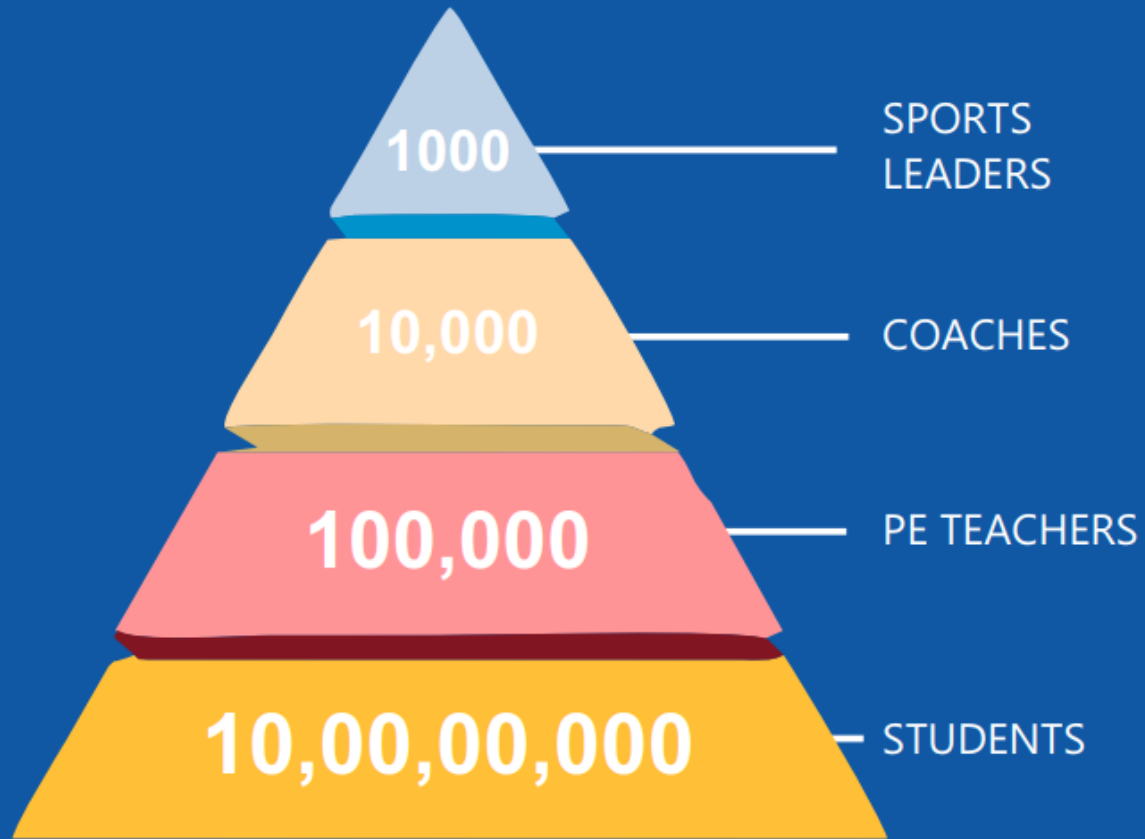 1000
SPORTS
LEADERS
10,000
COACHES
100,000
PE TEACHERS
10,00,00,000
STUDENTS